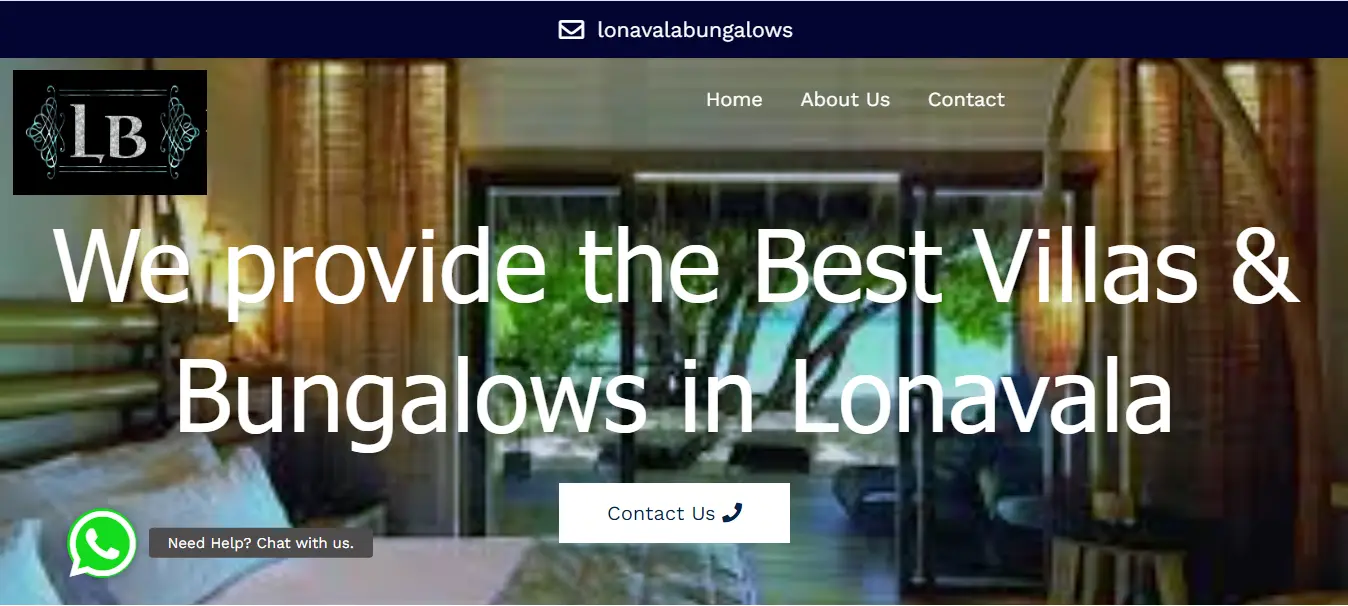 lonavalabungalows
LB
Home About Us Contact
We provide the Best Villas &
Bungalows in Lonavala
Contact Us
Need Help? Chat with us.